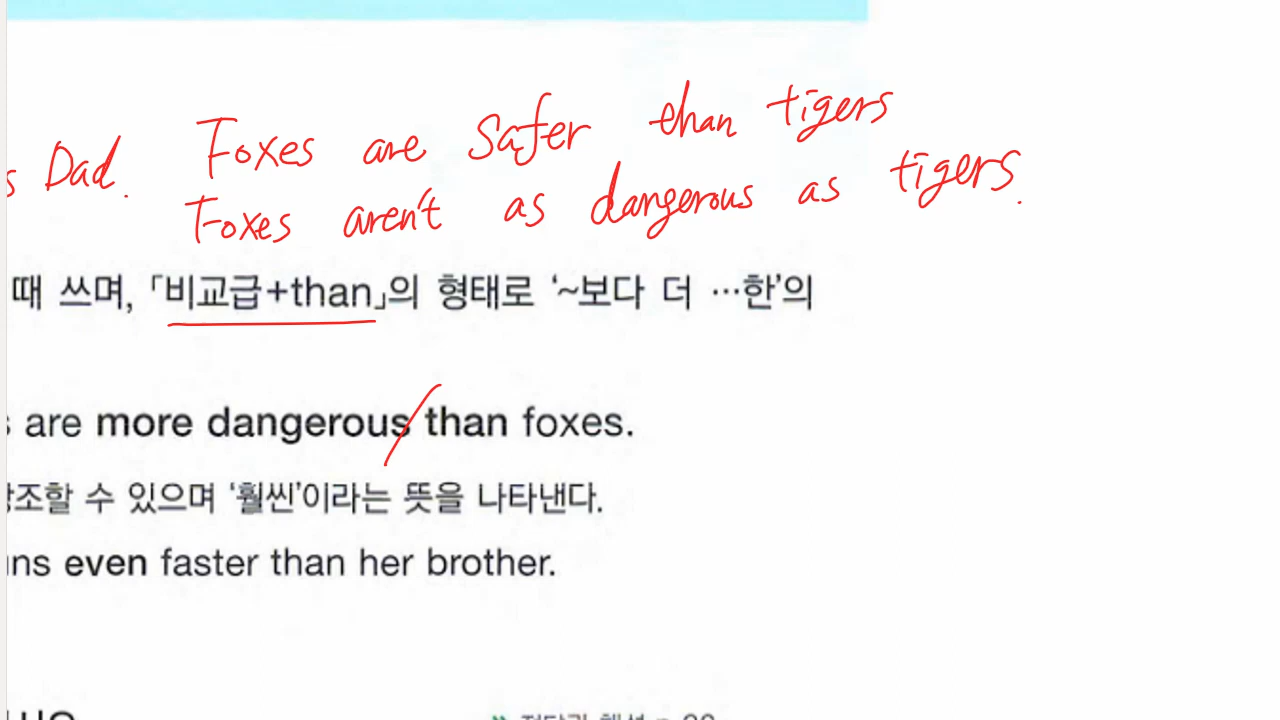 Foxes are safer than tigers
s Dad.
Foxes aren't as dangerous as tigers.
때 쓰며, 「비교급+than」의 형태로 '~보다 더 …한'의
are more dangerous than foxes.
조할 수 있으며 '훨씬'이라는 뜻을 나타낸다.
even faster than her brother.